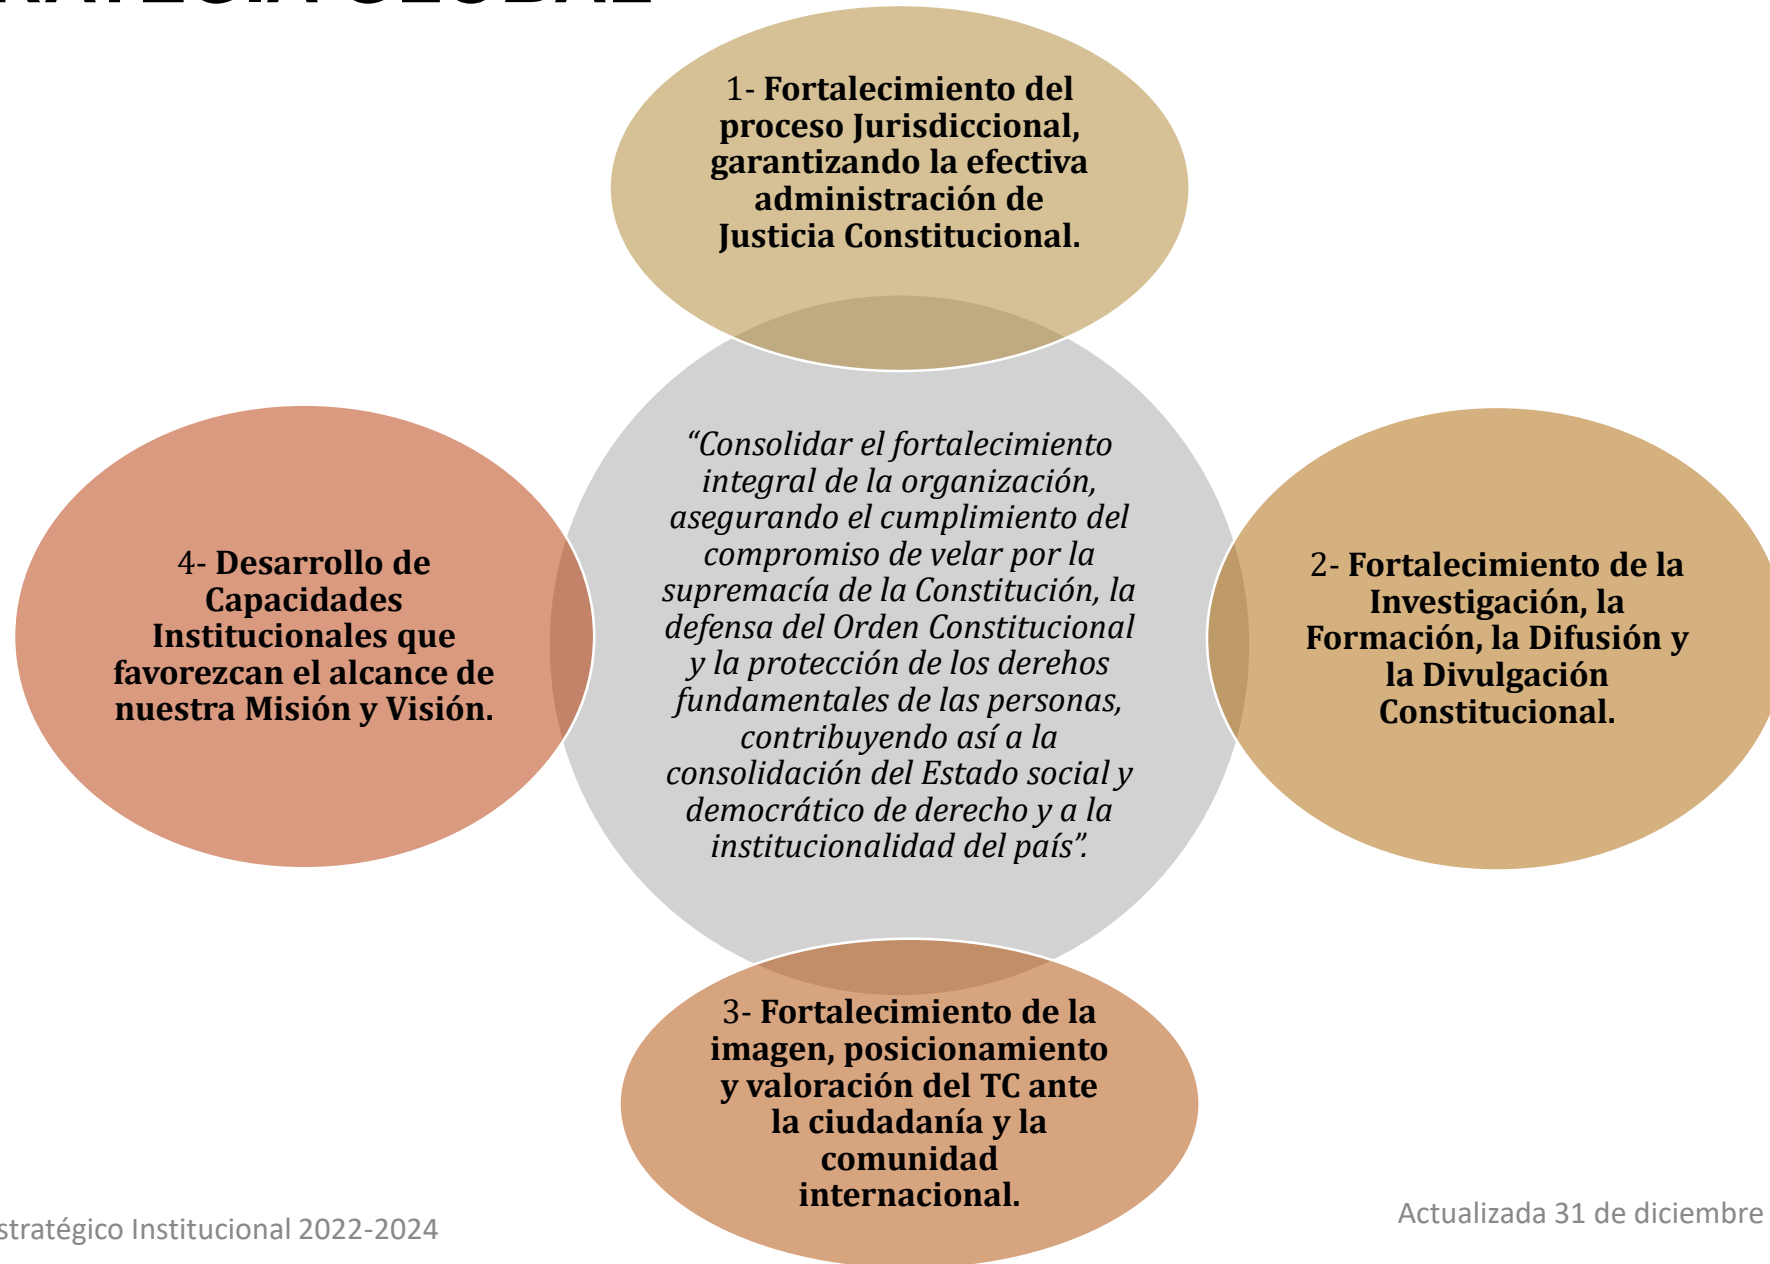 RATEGIA GLOBAL
1- Fortalecimiento del
proceso Jurisdiccional,
garantizando la efectiva
administración de
Justicia Constitucional.
“Consolidar el fortalecimiento
integral de la organización,
asegurando el cumplimiento del
compromiso de velar por la
supremacía de la Constitución, la
defensa del Orden Constitucional
y la protección de los derehos
fundamentales de las personas,
contribuyendo así a la
consolidación del Estado social y
democrático de derecho y a la
institucionalidad del país”.
2- Fortalecimiento de la
Investigación, la
Formación, la Difusión y
la Divulgación
Constitucional.
3- Fortalecimiento de la
imagen, posicionamiento
y valoración del TC ante
la ciudadanía y la
comunidad
internacional.
4- Desarrollo de
Capacidades
Institucionales que
favorezcan el alcance de
nuestra Misión y Visión.
stratégico Institucional 2022-2024
Actualizada 31 de diciembre